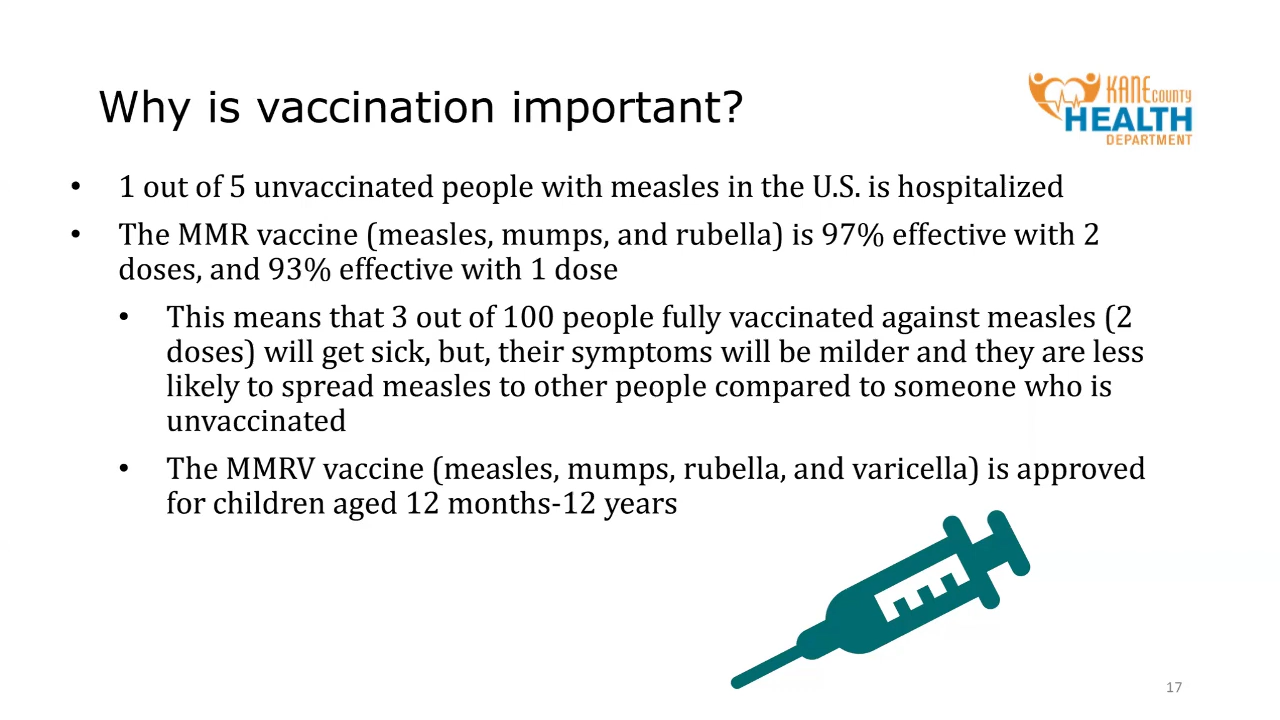 Why is vaccination important?
KANE COUNTY
HEALTH
DEPARTMENT
• 1 out of 5 unvaccinated people with measles in the U.S. is hospitalized
• The MMR vaccine (measles, mumps, and rubella) is 97% effective with 2
doses, and 93% effective with 1 dose
• This means that 3 out of 100 people fully vaccinated against measles (2
doses) will get sick, but, their symptoms will be milder and they are less
likely to spread measles to other people compared to someone who is
unvaccinated
• The MMRV vaccine (measles, mumps, rubella, and varicella) is approved
for children aged 12 months-12 years
17